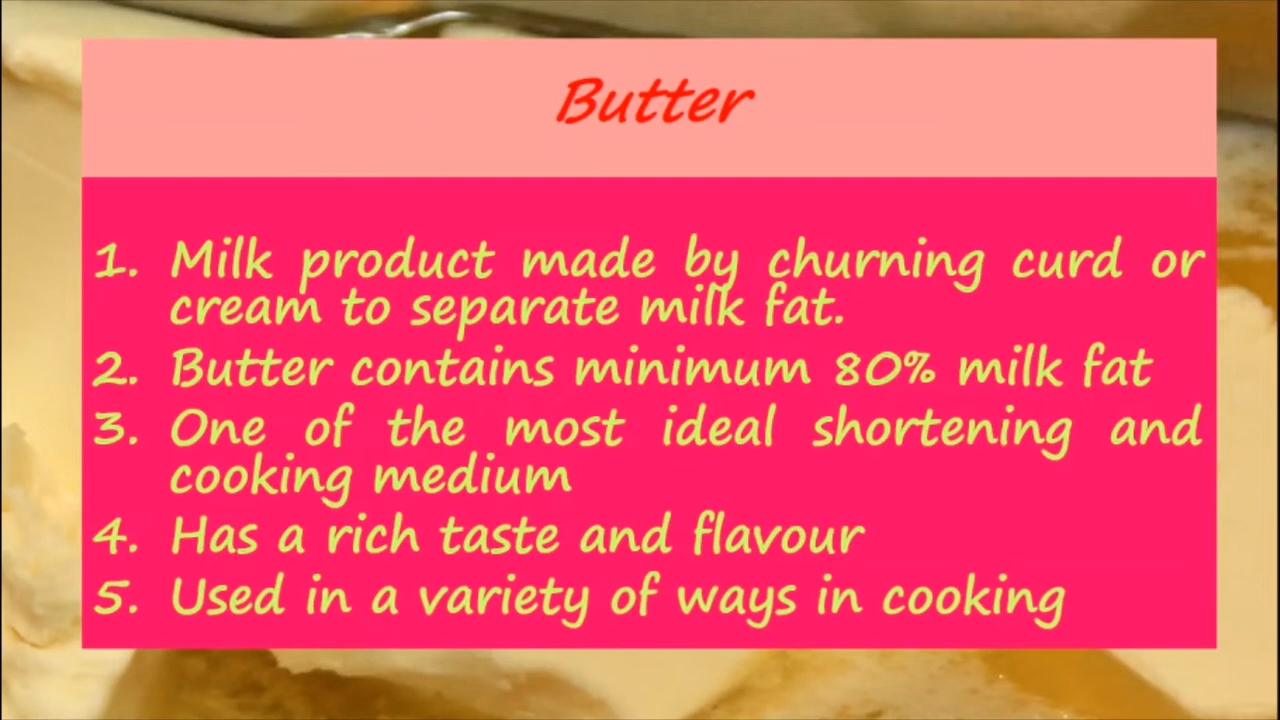 Butter
1. Milk product made by churning curd or
cream to separate milk fat.
2. Butter contains minimum 80% milk fat
3. One of the most ideal shortening and
cooking medium
4. Has a rich taste and flavour
5. Used in a variety of ways in cooking